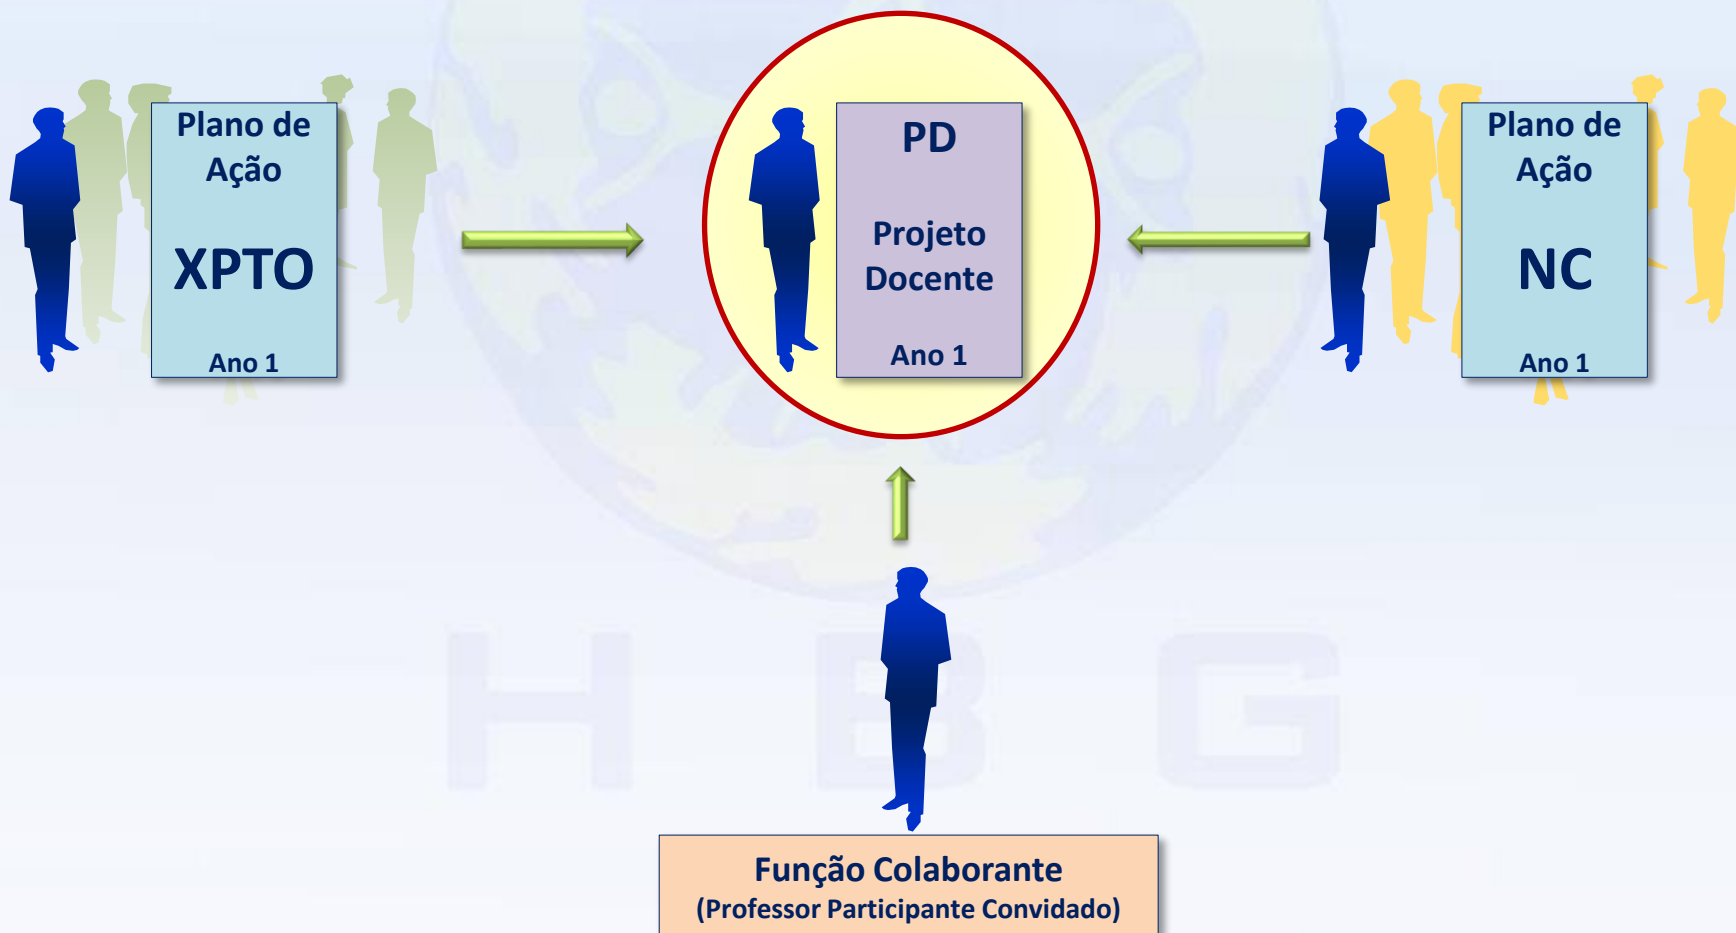 Plano de
Ação
XPTO
Ano 1
PD
Projeto
Docente
Ano 1
Plano de
Ação
NC
Ano 1
H B G
Função Colaborante
(Professor Participante Convidado)